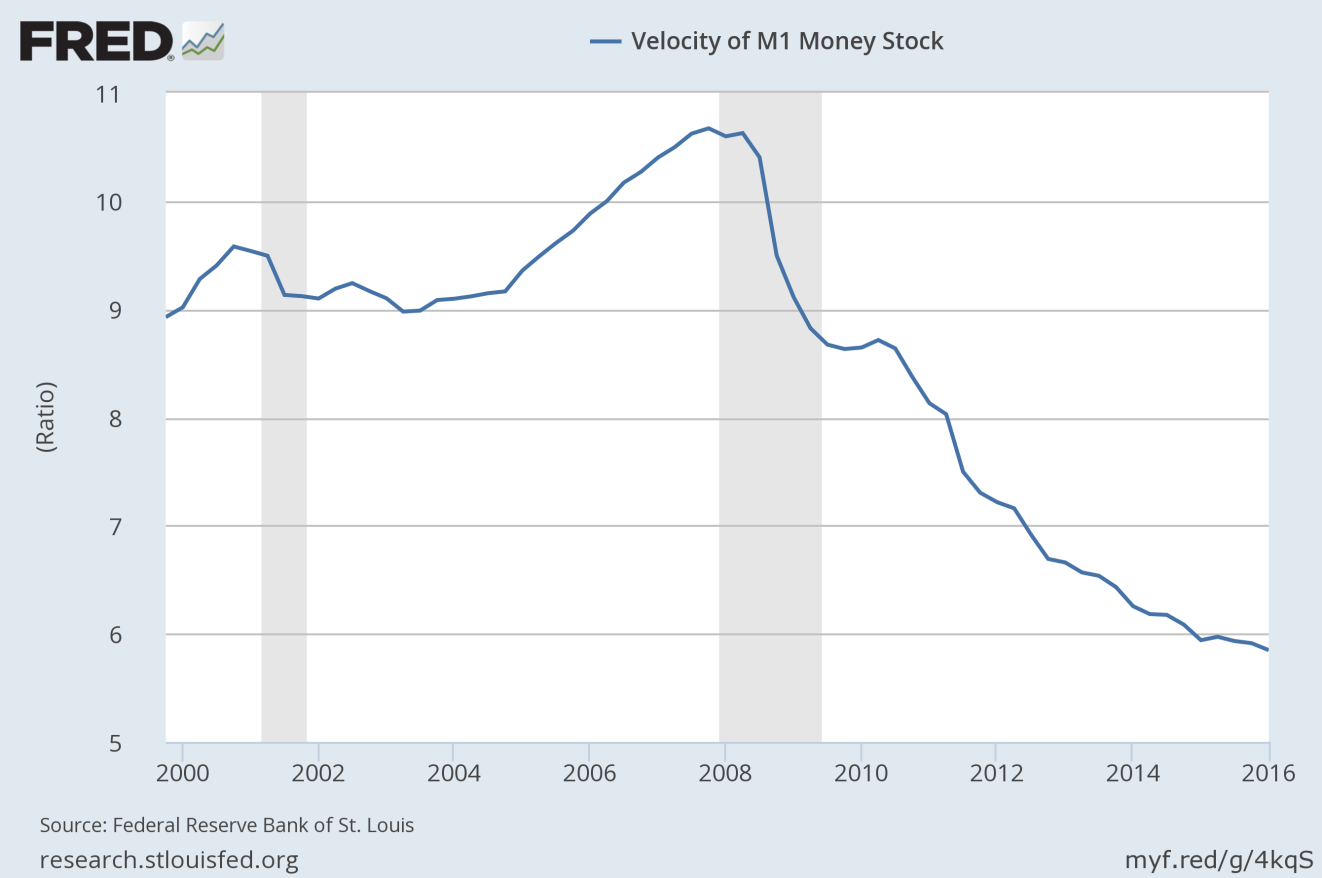 FRED®
Velocity of M1 Money Stock
11
10
9
8
7
6
5
(Ratio)
2000 2002 2004 2006 2008 2010 2012 2014 2016
Source: Federal Reserve Bank of St. Louis
research.stlouisfed.org
myf.red/g/4kqS